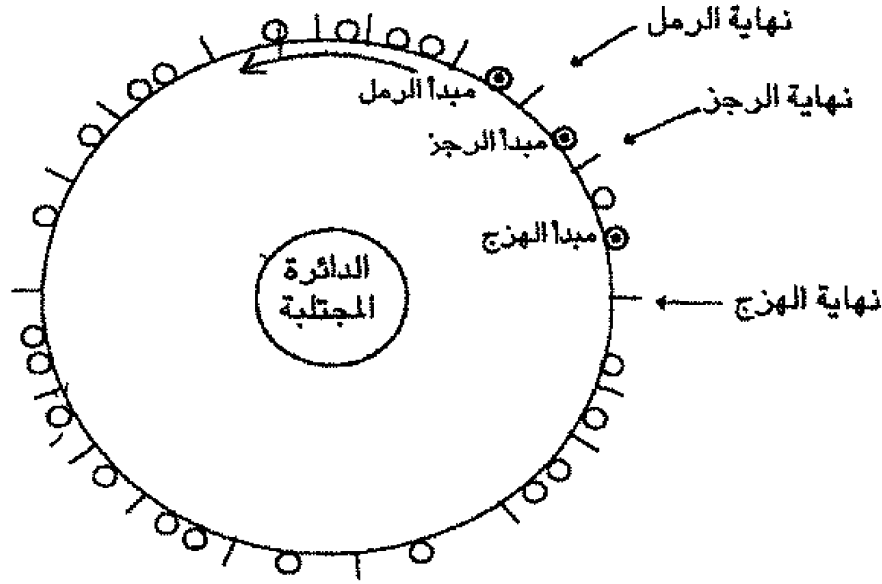 نهاية الرمل
مبدأ الرمل
نهاية الرجز
مبدأ الرجز
مبدأ الهزج
نهاية الهزج
الدائرة
المجتلبة